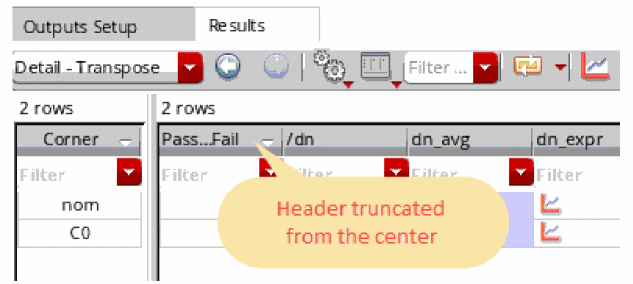 Outputs Setup Results
Detail - Transpose Filter ...
2 rows 2 rows
Corner Pass...Fail /dn dn_avg dn_expr
Filter Filter Filter Filter Filter
nom
C0
Header truncated
from the center